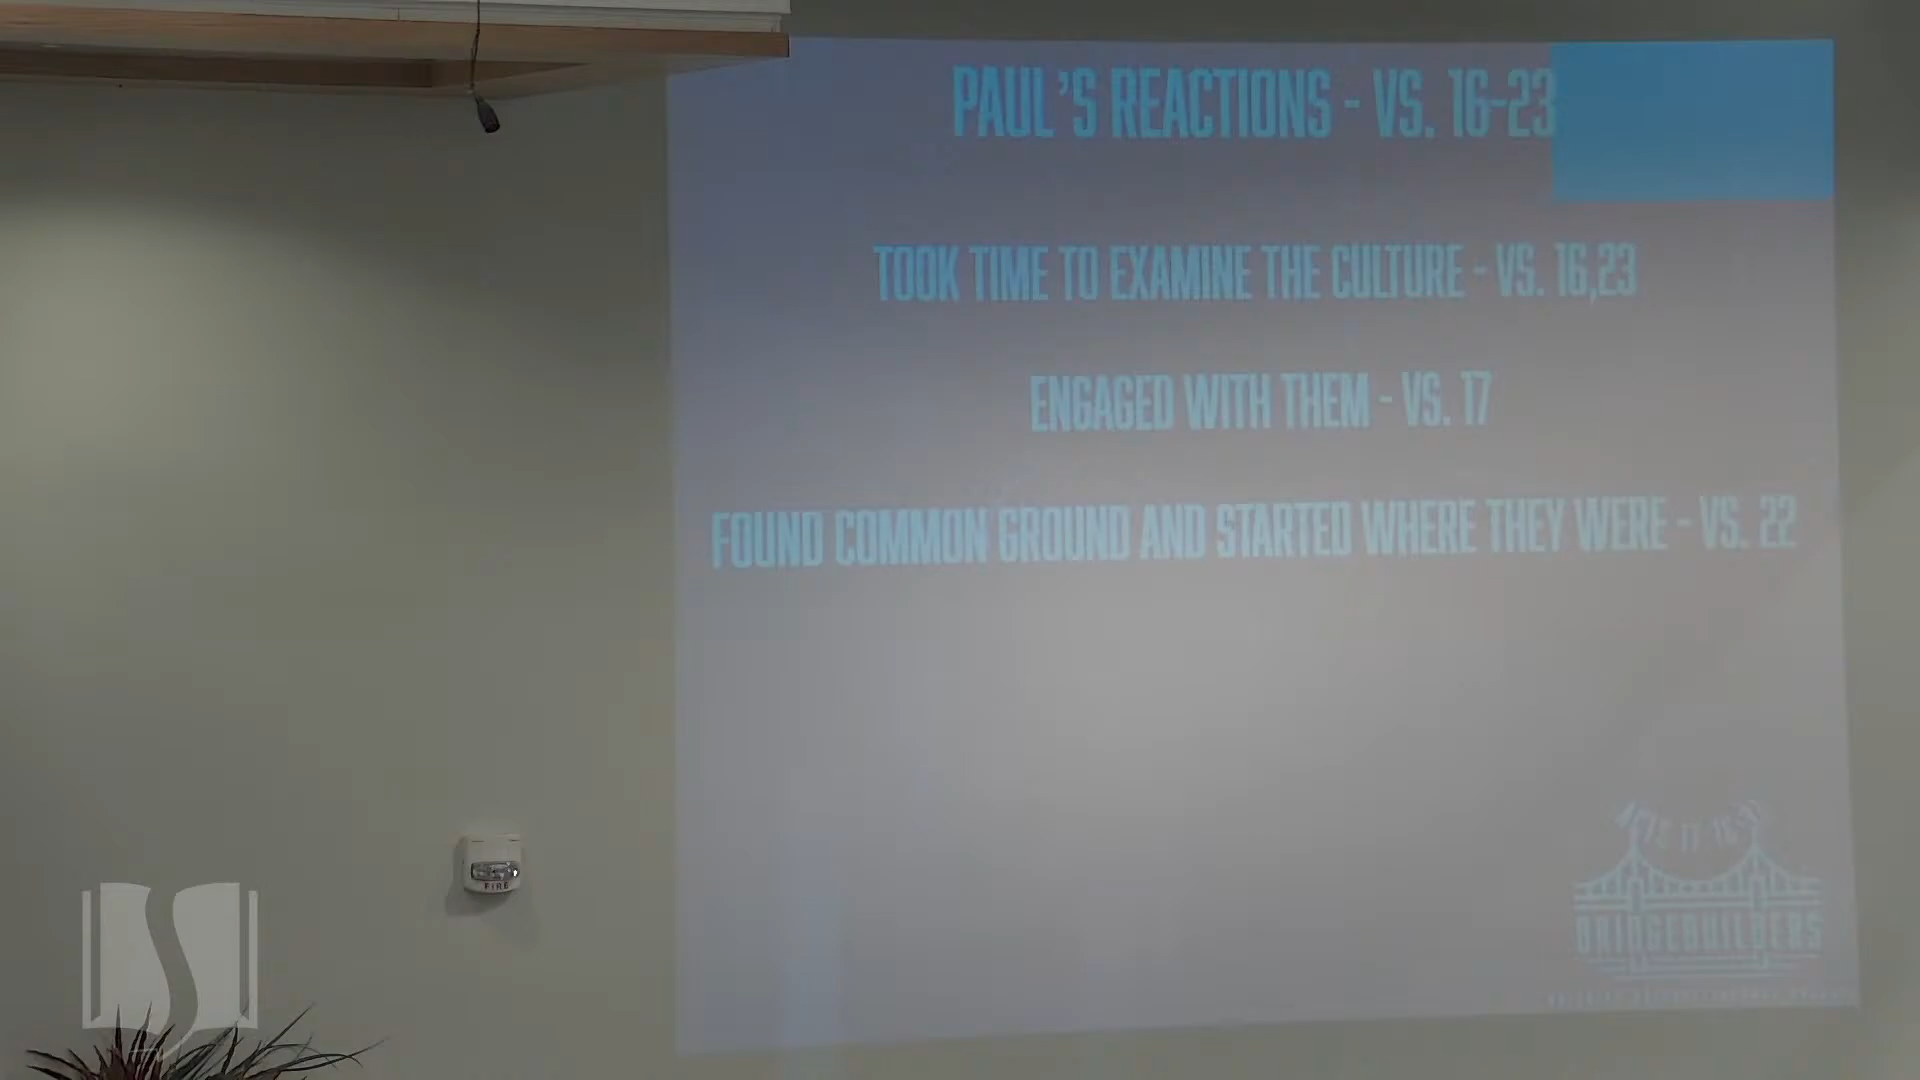 PAUL'S REACTIONS - VS. 16-23
TOOK TIME TO EXAMINE THE CULTURE - VS. 16,23
ENGAGED WITH THEM - VS. 17
FOUND COMMON GROUND AND STARTED WHERE THEY WERE - VS. 22
BRIDGEBUILDERS
FIRE